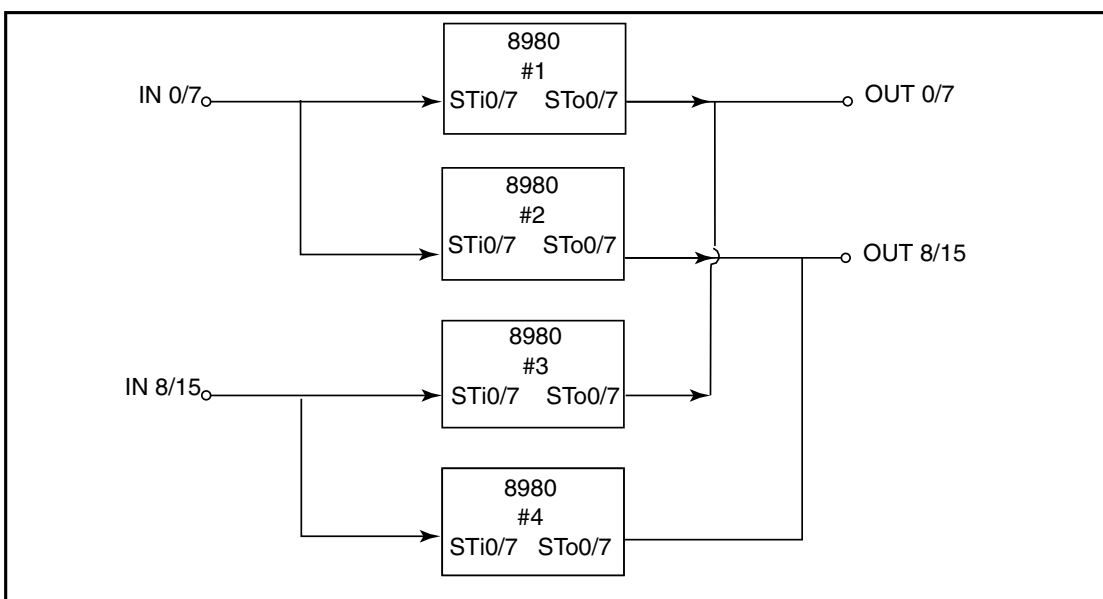 8980
#1
IN 0/7
STi0/7 STo0/7
OUT 0/7
8980
#2
STi0/7 STo0/7
OUT 8/15
8980
#3
IN 8/15
STi0/7 STo0/7
8980
#4
STi0/7 STo0/7